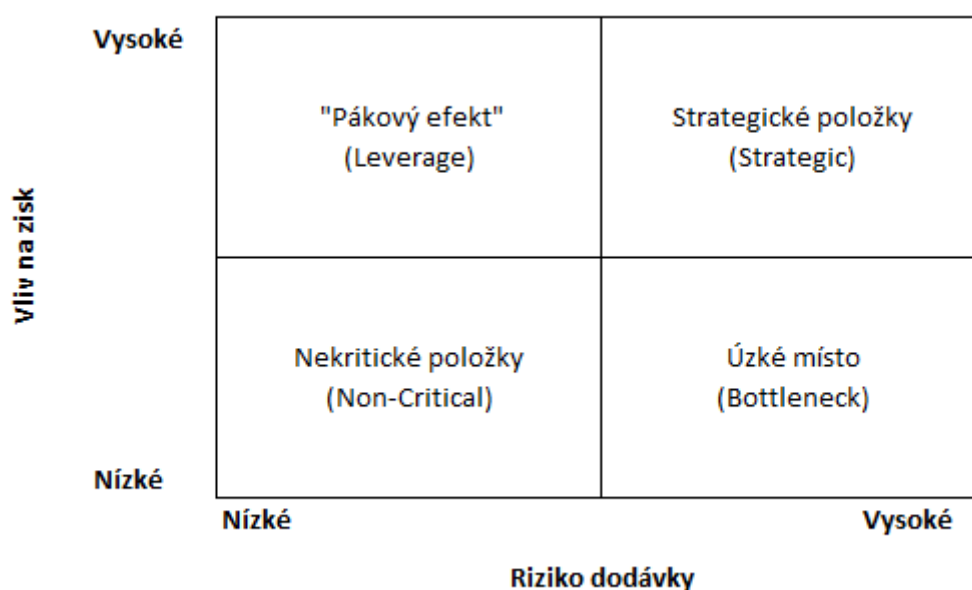 Vysoké
"Pákový efekt"
(Leverage)
Strategické položky
(Strategic)
Vliv na zisk
Nekritické položky
(Non-Critical)
Úzké místo
(Bottleneck)
Nízké
Nízké
Vysoké
Riziko dodávky